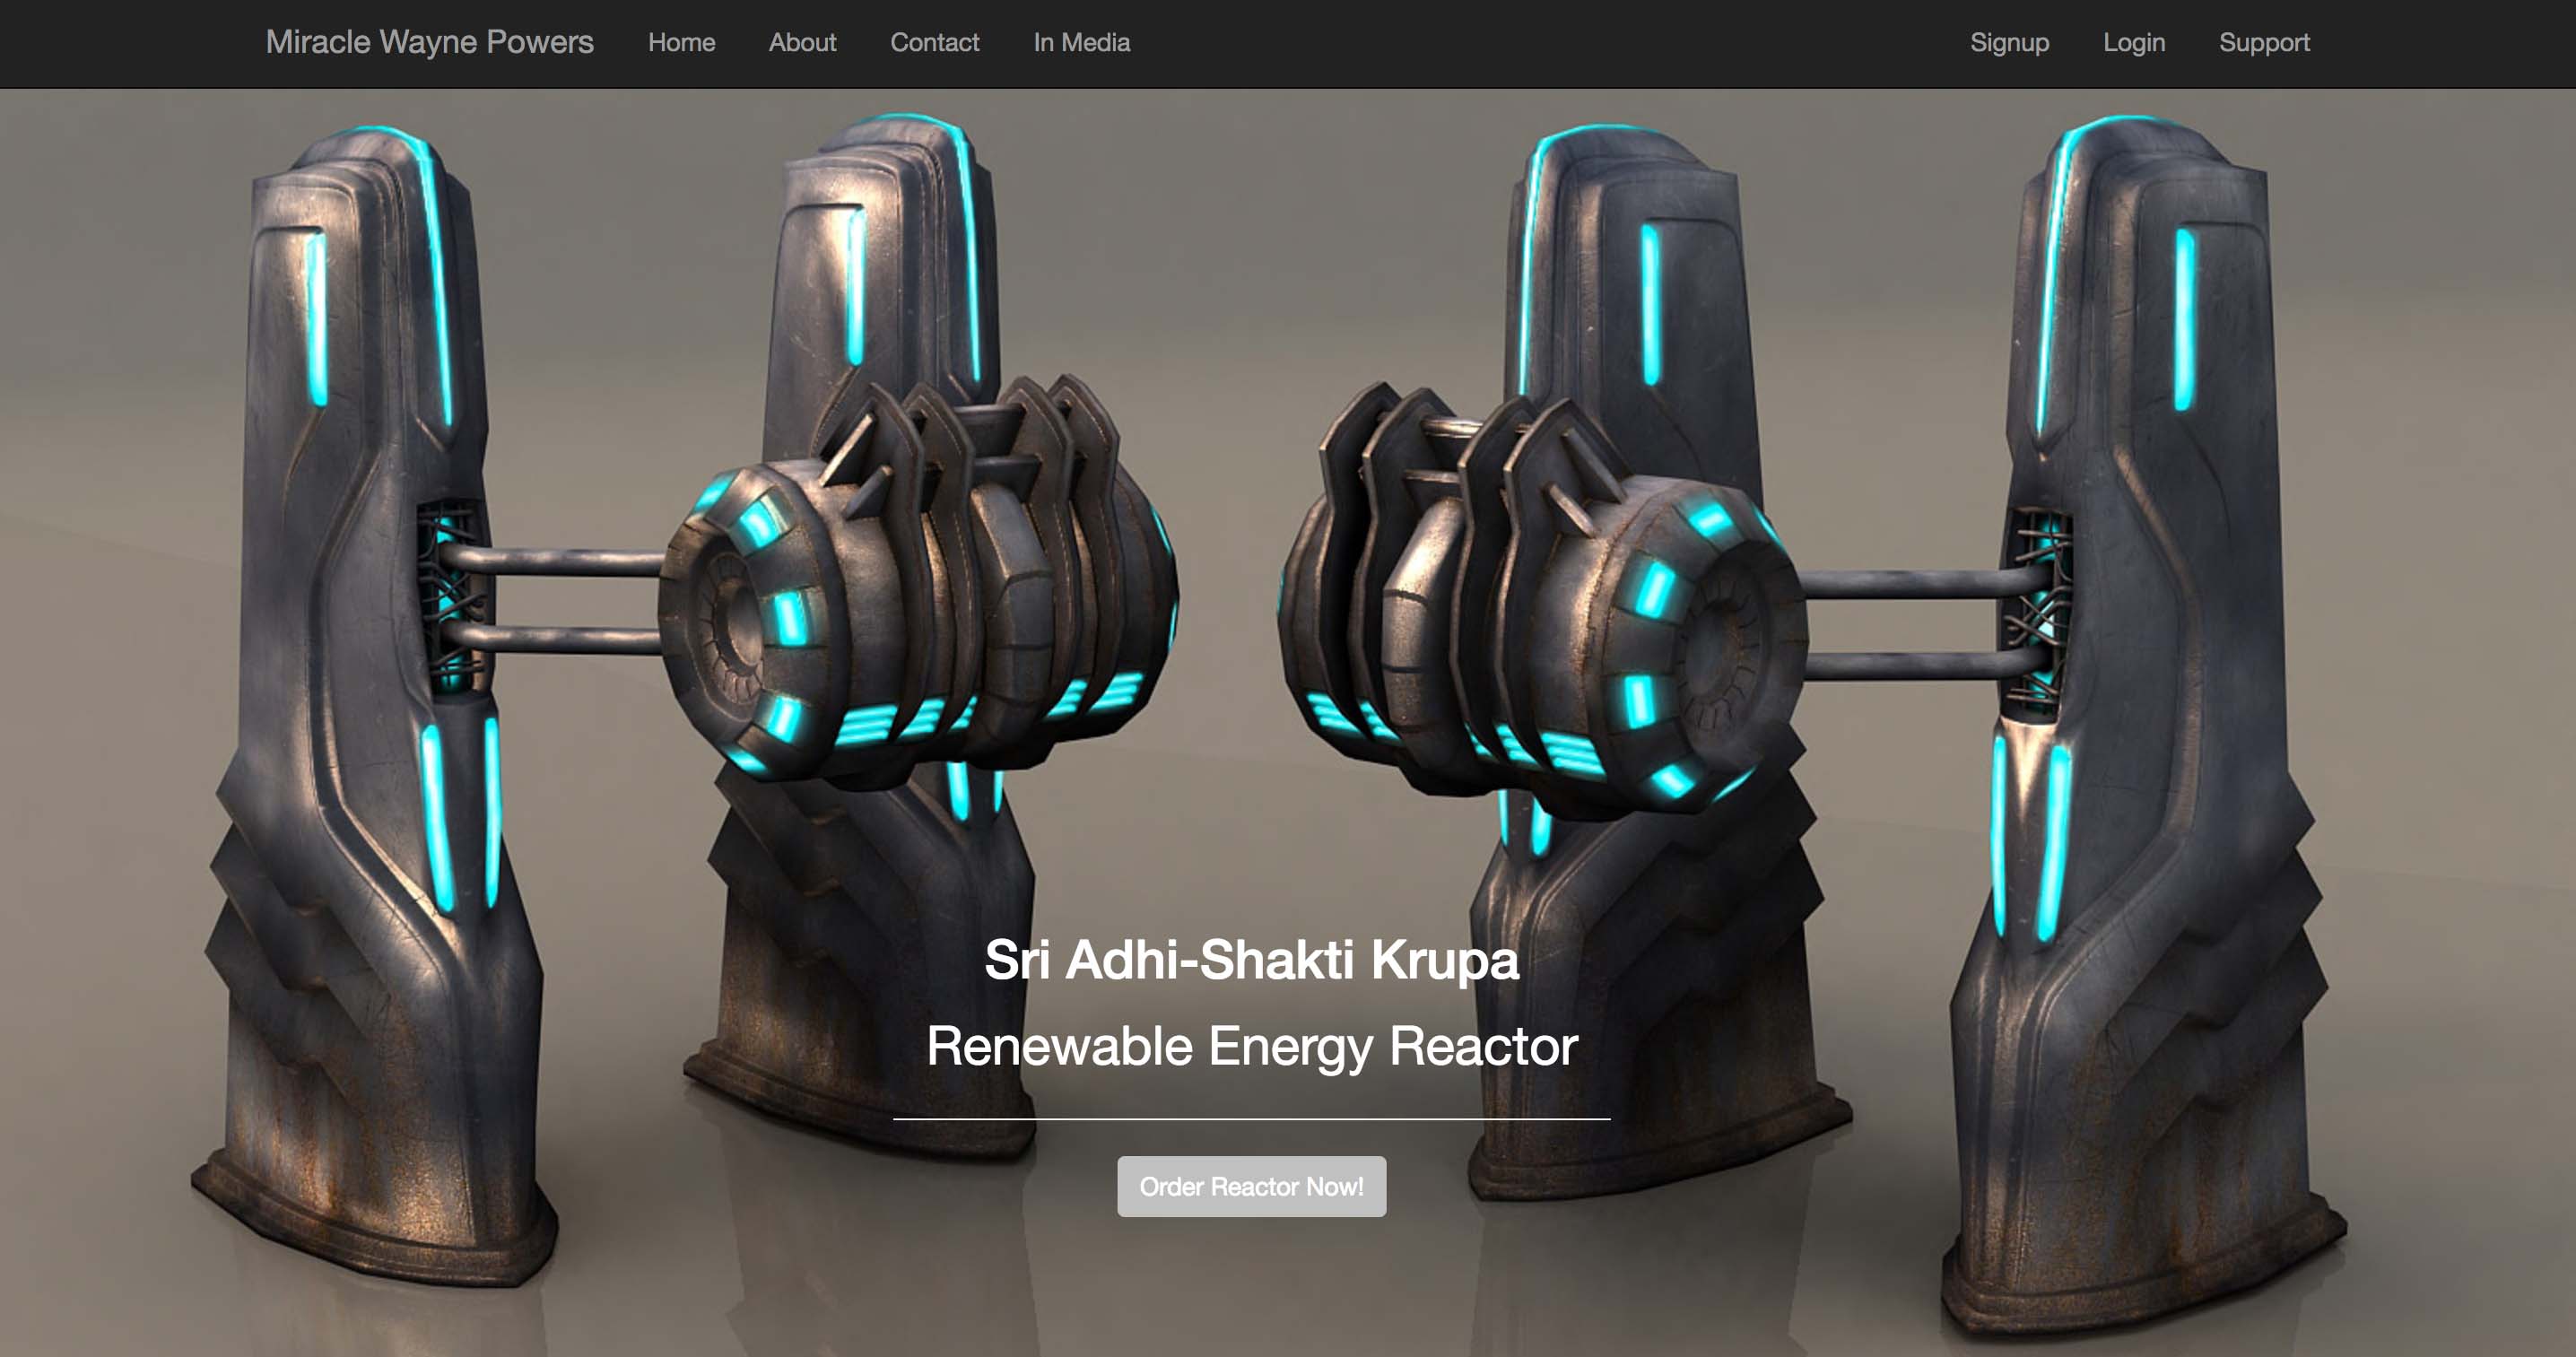 Miracle Wayne Powers Home About Contact In Media Signup Login Support
Sri Adhi-Shakti Krupa
Renewable Energy Reactor
Order Reactor Now!